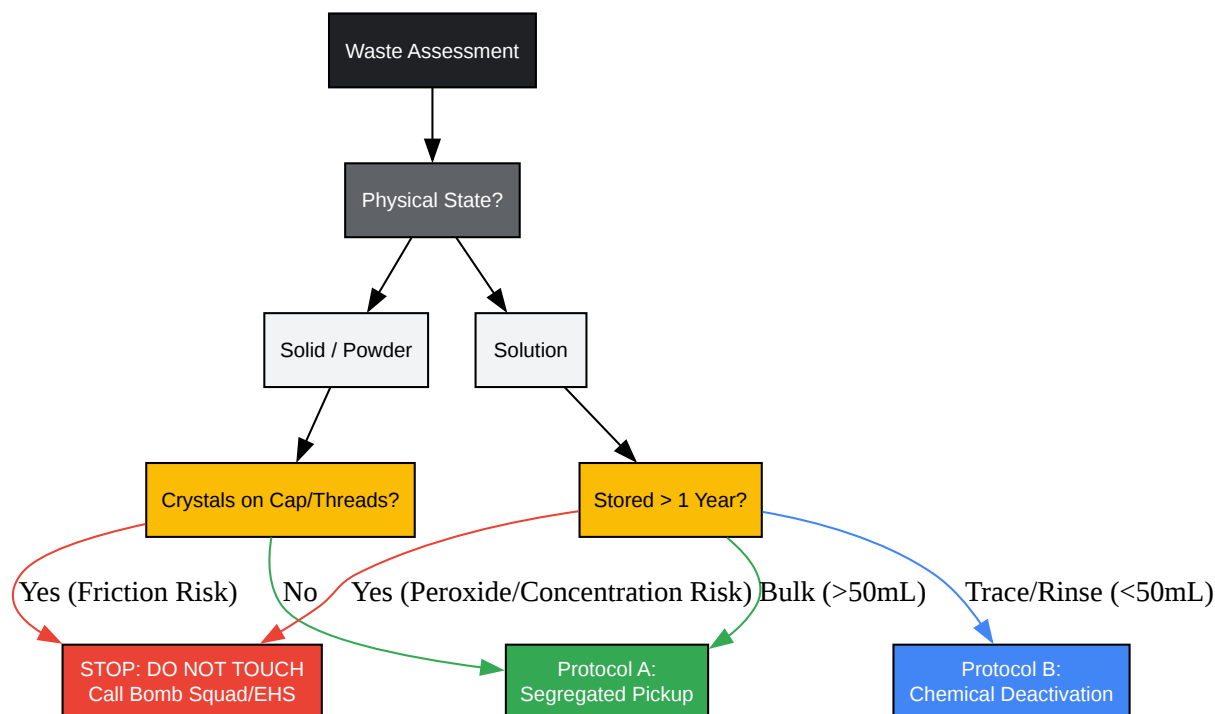 Waste Assessment
Physical State?
Solid / Powder
Solution
Crystals on Cap/Threads?
Stored > 1 Year?
Yes (Friction Risk)
No
Yes (Peroxide/Concentration Risk)
Bulk (>50mL)
Trace/Rinse (<50mL)
STOP: DO NOT TOUCH
Call Bomb Squad/EHS
Protocol A:
Segregated Pickup
Protocol B:
Chemical Deactivation